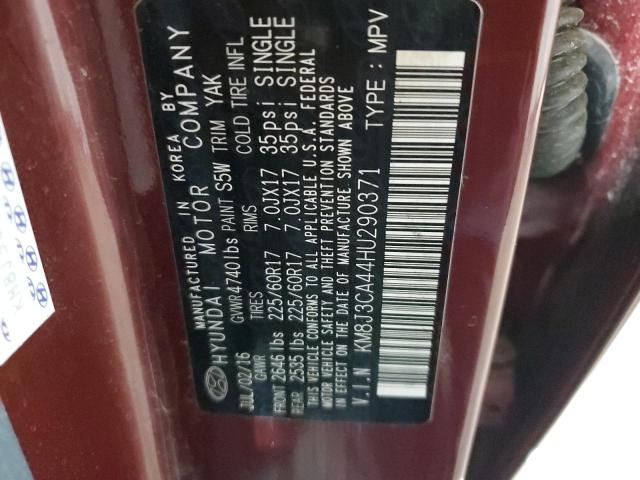 MANUFACTURED IN KOREA BY
HYUNDAI MOTOR COMPANY
JUL/02/16 GVWR 4740 lbs PAINT S5W TRIM YAK
GAWR TIRES RIMS COLD TIRE INFL
FRONT 2646 lbs 225/60R17 7.0JX17 35psi SINGLE
REAR 2535 lbs 225/60R17 7.0JX17 35psi SINGLE
THIS VEHICLE CONFORMS TO ALL APPLICABLE U.S.A. FEDERAL
MOTOR VEHICLE SAFETY AND THEFT PREVENTION STANDARDS
IN EFFECT ON THE DATE OF MANUFACTURE SHOWN ABOVE
V.I.N KM8J3CA44HU290371 TYPE : MPV